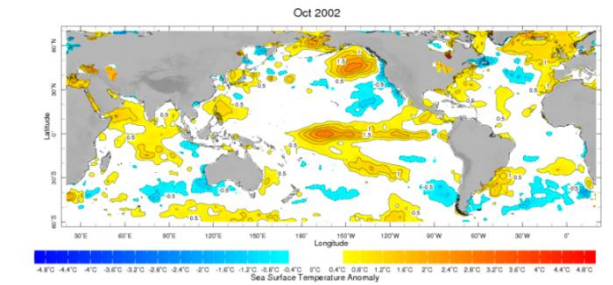 Oct 2002
Latitude
60°N
30°N
0°
30°S
60°S
30°E 60°E 90°E 120°E 150°E 180° 150°W 120°W 90°W 60°W 30°W 0°
Longitude
-4.8°C -4.4°C -4°C -3.6°C -3.2°C -2.8°C -2.4°C -2°C -1.6°C -1.2°C -0.8°C -0.4°C 0°C 0.4°C 0.8°C 1.2°C 1.6°C 2°C 2.4°C 2.8°C 3.2°C 3.6°C 4°C 4.4°C 4.8°C
Sea Surface Temperature Anomaly